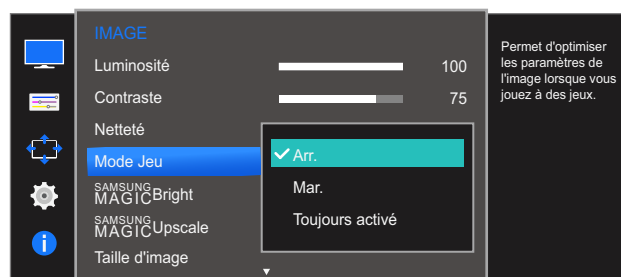 IMAGE
Luminosité 100
Contraste 75
Netteté
Mode Jeu
SAMSUNG
MAGICBright
SAMSUNG
MAGICUpscale
Taille d'image
Arr.
Mar.
Toujours activé
Permet d'optimiser
les paramètres de
l'image lorsque vous
jouez à des jeux.